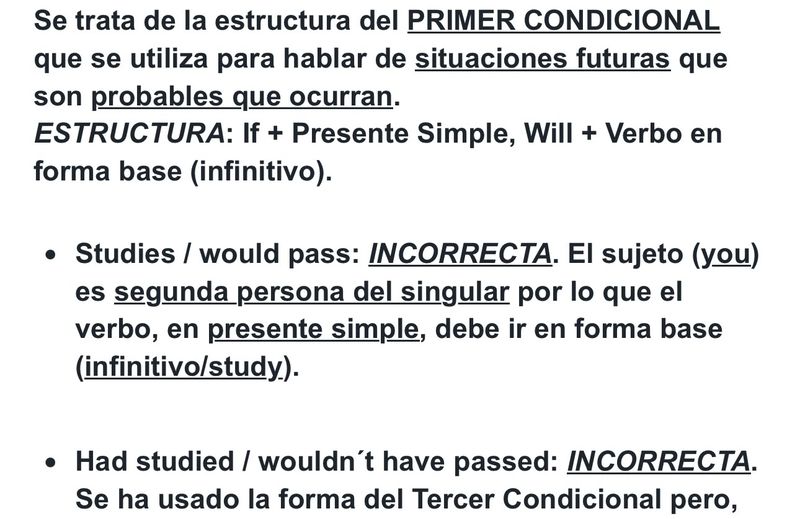 Se trata de la estructura del PRIMER CONDICIONAL
que se utiliza para hablar de situaciones futuras que
son probables que ocurran.
ESTRUCTURA: If + Presente Simple, Will + Verbo en
forma base (infinitivo).
• Studies / would pass: INCORRECTA. El sujeto (you)
es segunda persona del singular por lo que el
verbo, en presente simple, debe ir en forma base
(infinitivo/study).
• Had studied / wouldn´t have passed: INCORRECTA.
Se ha usado la forma del Tercer Condicional pero,